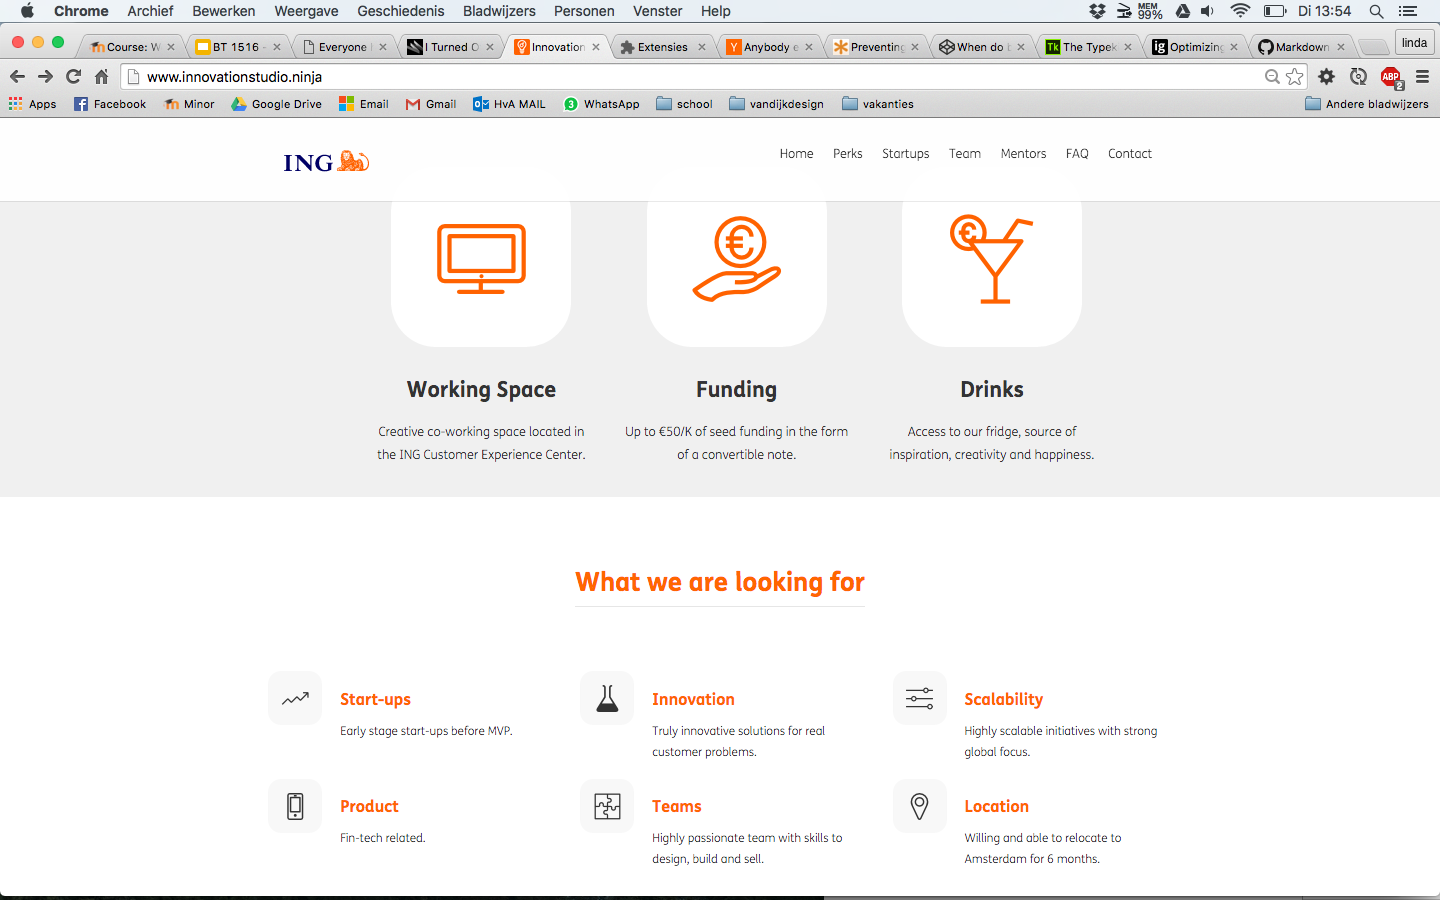 Chrome Archief Bewerken Weergave Geschiedenis Bladwijzers Personen Venster Help MEM 99% Di 13:54
Course: W BT 1516 - Everyone I Turned O Innovation Extensies Anybody e Preventing When do The Typek Optimizing Markdown linda
www.innovationstudio.ninja ABP 2
Apps Facebook Minor Google Drive Email Gmail HvA MAIL WhatsApp school vandijkdesign vakanties Andere bladwijzers
ING Home Perks Startups Team Mentors FAQ Contact
Working Space
Creative co-working space located in
the ING Customer Experience Center.
Funding
Up to €50/K of seed funding in the form
of a convertible note.
Drinks
Access to our fridge, source of
inspiration, creativity and happiness.
What we are looking for
Start-ups
Early stage start-ups before MVP.
Innovation
Truly innovative solutions for real
customer problems.
Scalability
Highly scalable initiatives with strong
global focus.
Product
Fin-tech related.
Teams
Highly passionate team with skills to
design, build and sell.
Location
Willing and able to relocate to
Amsterdam for 6 months.